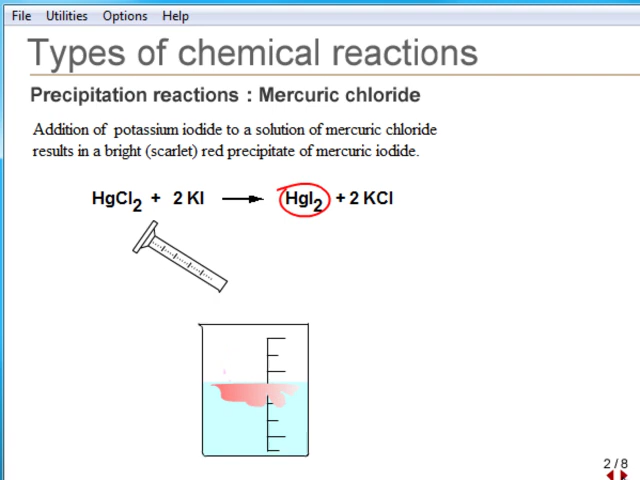 File Utilities Options Help
Types of chemical reactions
Precipitation reactions : Mercuric chloride
Addition of potassium iodide to a solution of mercuric chloride
results in a bright (scarlet) red precipitate of mercuric iodide.
HgCl2 + 2 KI → HgI2 + 2 KCl
2 / 8